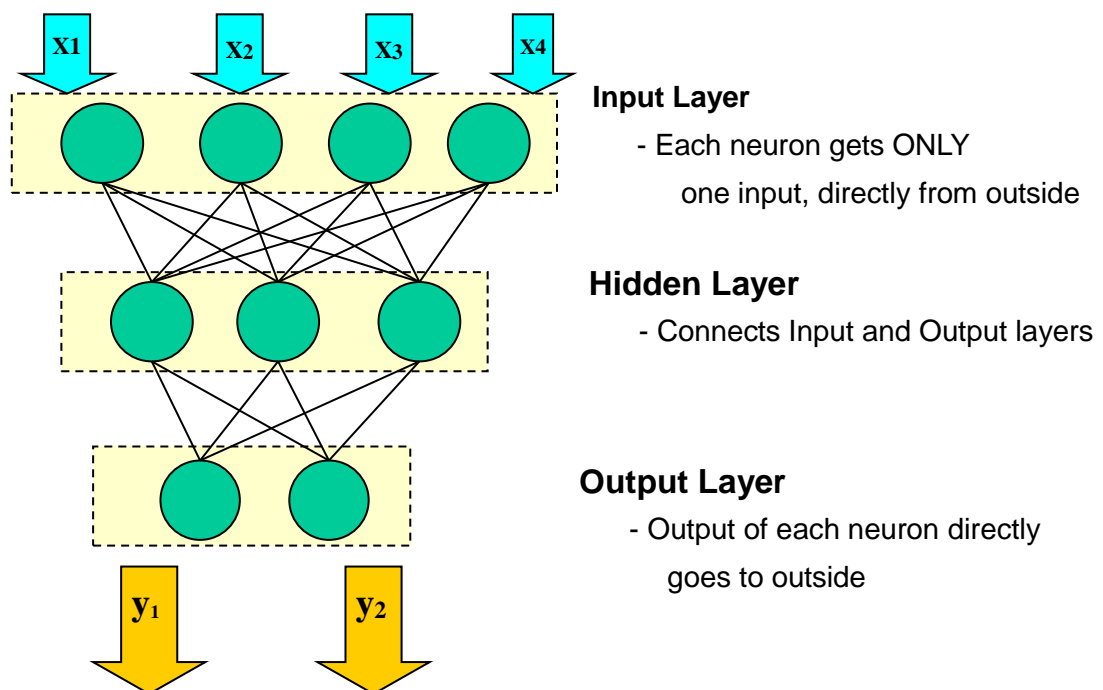 x1 x2 x3 x4
Input Layer
- Each neuron gets ONLY
one input, directly from outside
Hidden Layer
- Connects Input and Output layers
Output Layer
- Output of each neuron directly
goes to outside
y1 y2